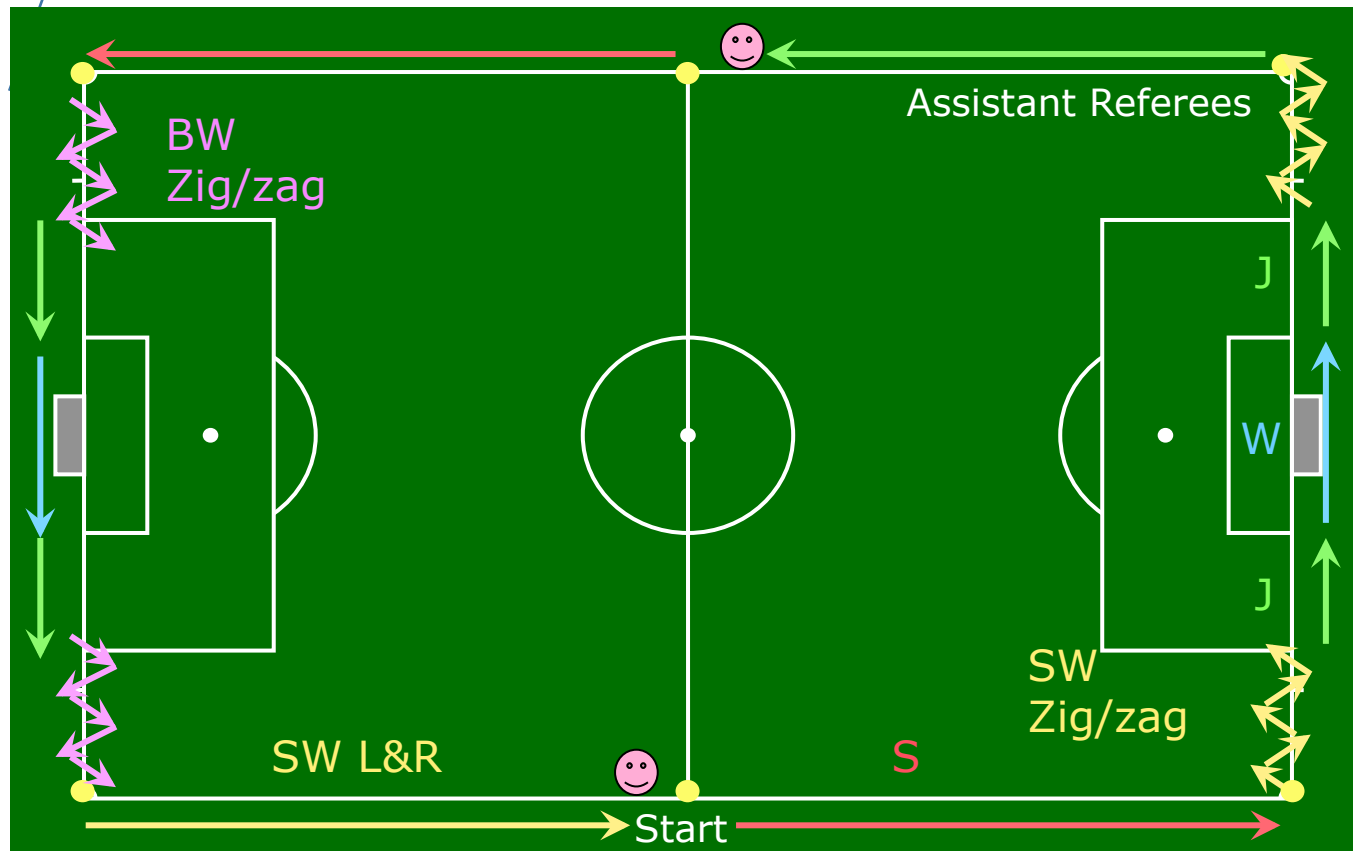 Assistant Referees
BW
Zig/zag
J
W
J
SW
Zig/zag
SW L&R
S
Start